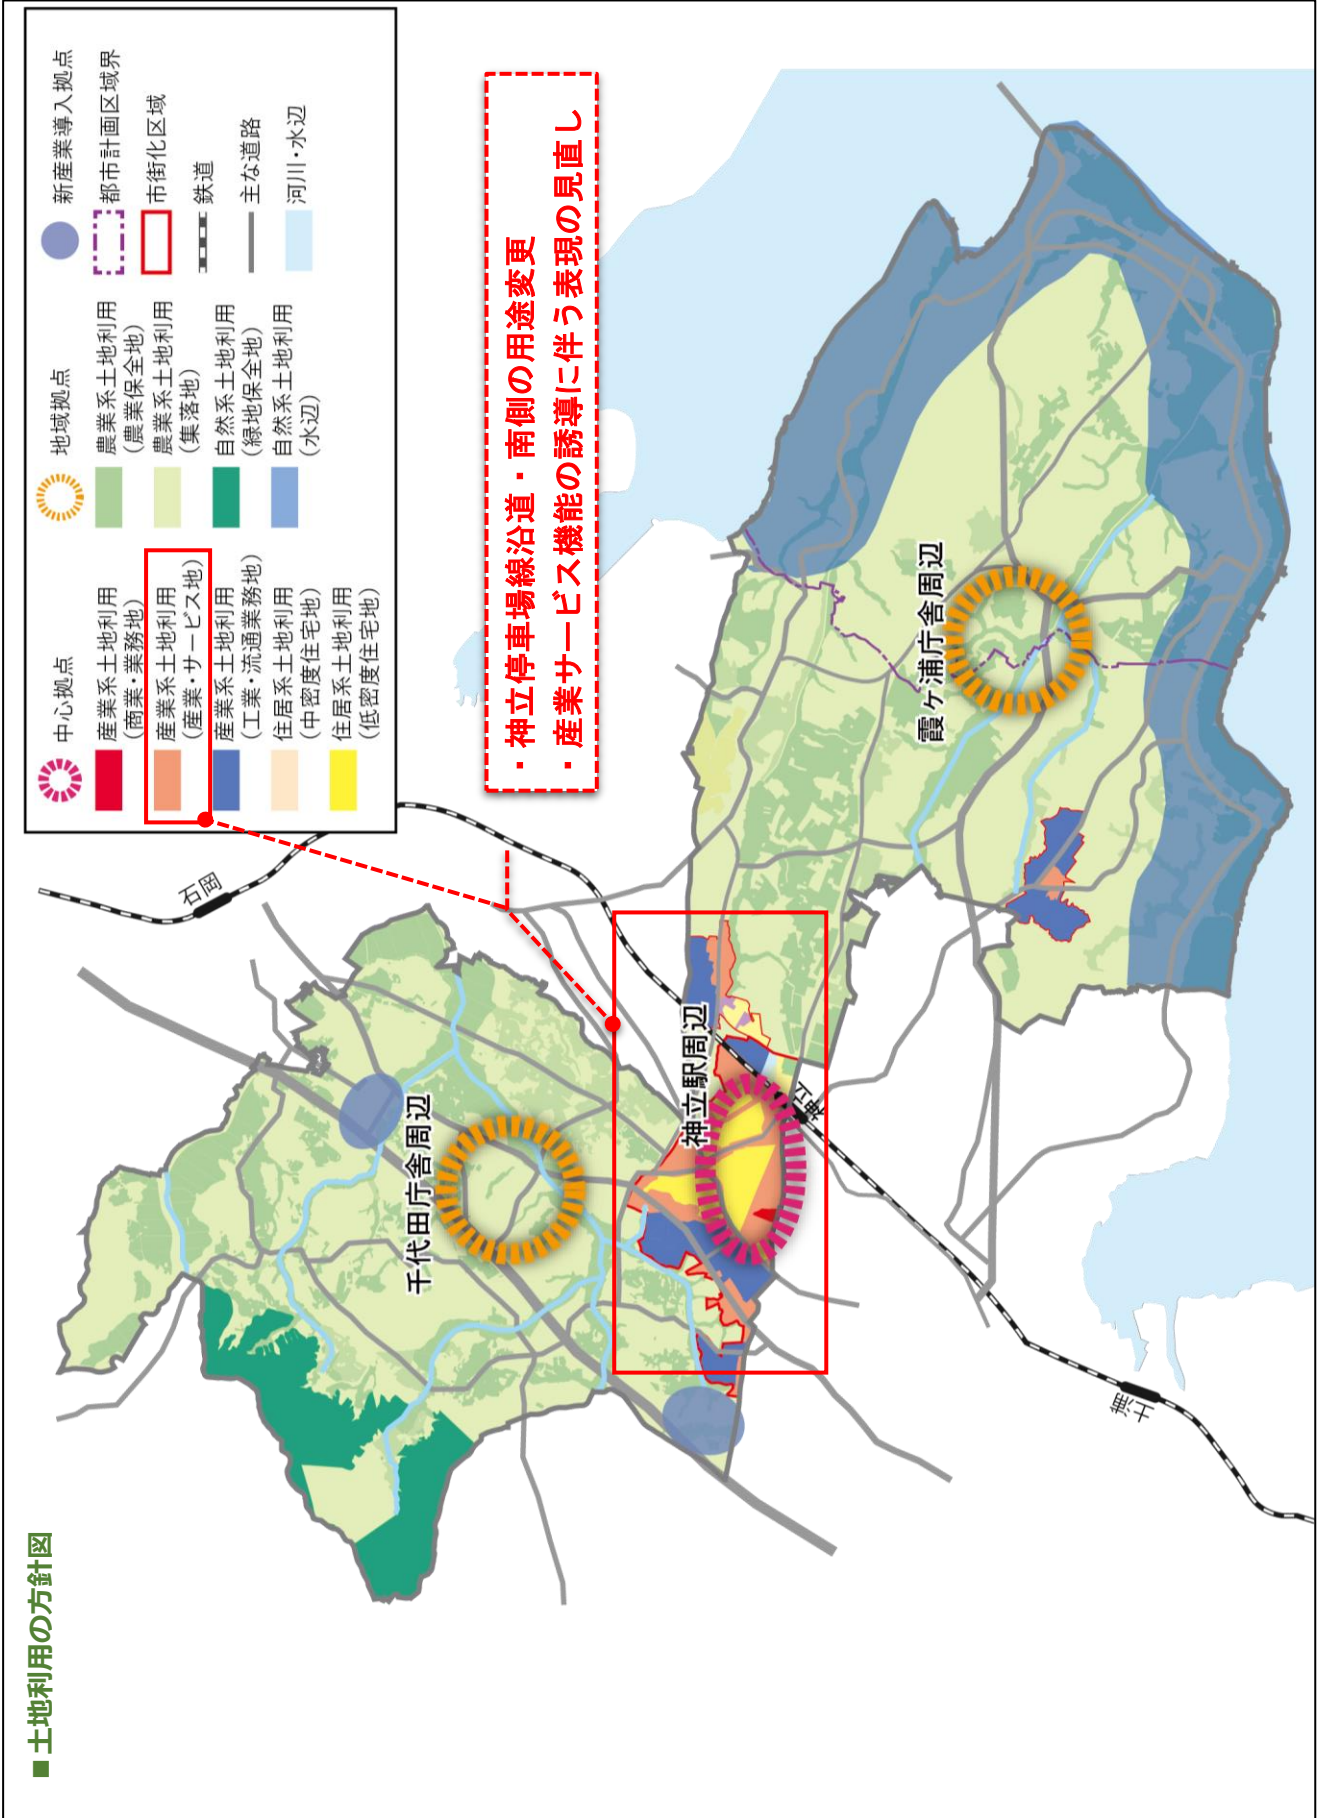 ■土地利用の方針図
中心拠点
産業系土地利用
(商業・業務地)
産業系土地利用
(産業・サービス地)
産業系土地利用
(工業・流通業務地)
住居系土地利用
(中密度住宅地)
住居系土地利用
(低密度住宅地)
地域拠点
農業系土地利用
(農業保全地)
農業系土地利用
(集落地)
自然系土地利用
(緑地保全地)
自然系土地利用
(水辺)
新産業導入拠点
都市計画区域界
市街化区域
鉄道
主な道路
河川・水辺
・神立停車場線沿道・南側の用途変更
・産業サービス機能の誘導に伴う表現の見直し
石岡
千代田庁舎周辺
神立駅周辺
神立
霞ヶ浦庁舎周辺
土浦